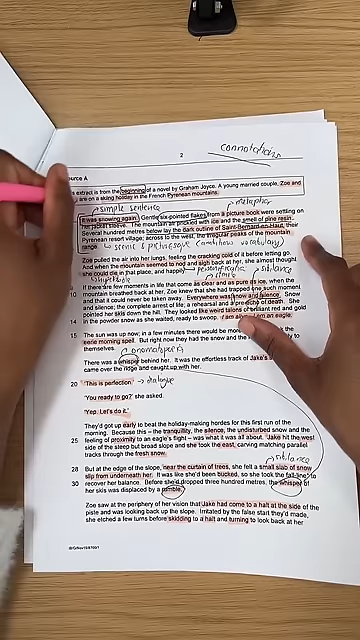 connotations
2
ource A
extract is from the beginning of a novel by Graham Joyce. A young married couple, Zoe and
are on a skiing holiday in the French Pyrenean mountains.
simple sentence
metaphor
It was snowing again. Gentle six-pointed flakes from a picture book were settling on
her jacket sleeve. The mountain air prickled with ice and the smell of pine resin.
Several hundred metres below lay the dark outline of Saint-Bernard-en-Haut, their
Pyrenean resort village; across to the west, the irregular peaks of the mountain
range.
Zoe pulled the air into her lungs, feeling the cracking cold of it before letting go.
And when the mountain seemed to nod and sigh back at her, she almost thought
she could die in that place, and happily.
personification
sibilance
simile
If there are few moments in life that come as clear and as pure as ice, when the
10 mountain breathed back at her, Zoe knew that she trapped one such moment
and that it could never be taken away. Everywhere was snow and silence. Snow
and silence; the complete arrest of life; a rehearsal and a pre-echo of death. She
pointed her skis down the hill. They looked like weird talons of brilliant red and gold
14 in the powder snow as she waited, ready to swoop. I am alive. I am an eagle.
15 The sun was up now; in a few minutes there would be more
the
eerie morning spell. But right now they had the snow and the
to
themselves.
onomatopoeia
There was a whisper behind her. It was the effortless track of Jake's
came over the ridge and caught up with her.
20 'This is perfection.'
dialogue
'You ready to go?' she asked.
'Yep. Let's do it.'
They'd got up early to beat the holiday-making hordes for this first run of the
morning. Because this – the tranquility, the silence, the undisturbed snow and the
25 feeling of proximity to an eagle's flight – was what it was all about. Jake hit the west
side of the steep but broad slope and she took the east, carving matching parallel
tracks through the fresh snow.
sibilance
28 But at the edge of the slope, near the curtain of trees, she felt a small slab of snow
slip from underneath her. It was like she'd been bucked, so she took the fall line to
30 recover her balance. Before she'd dropped three hundred metres, the whisper of
her skis was displaced by a rumble.
Zoe saw at the periphery of her vision that Jake had come to a halt at the side of the
piste and was looking back up the slope. Irritated by the false start they'd made,
she etched a few turns before skidding to a halt and turning to look back at her